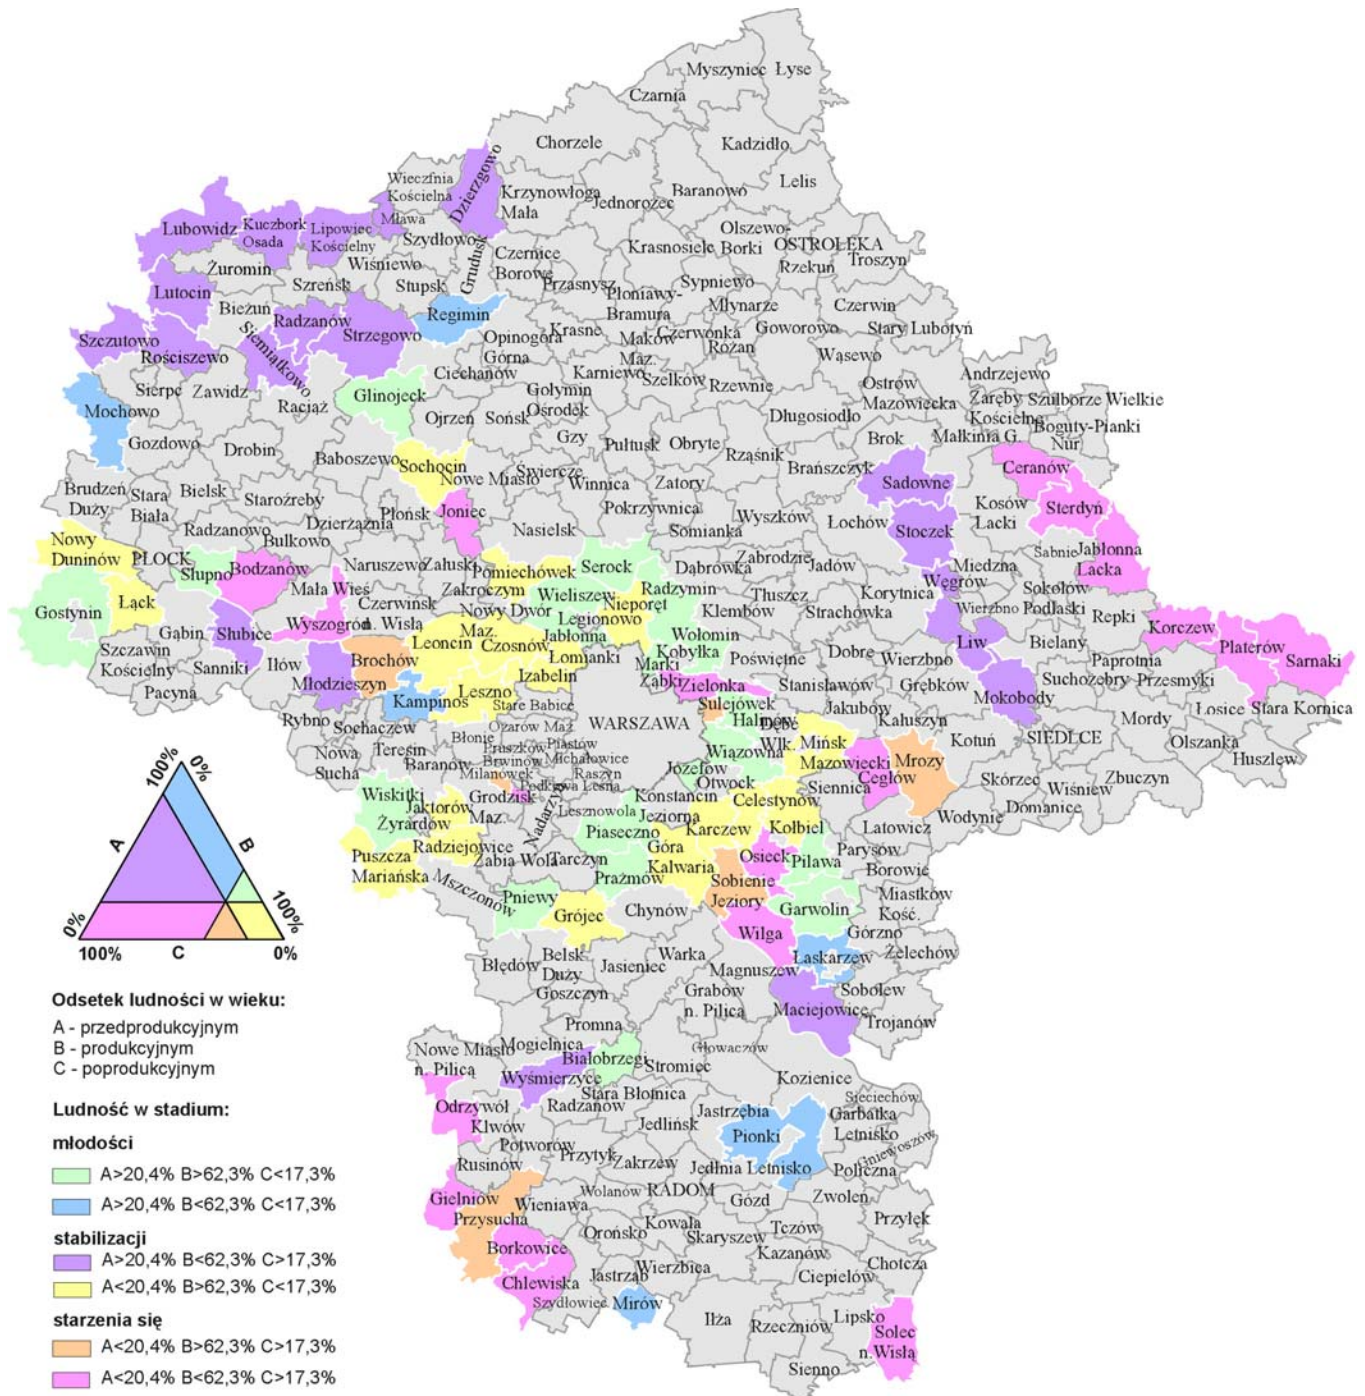 Myszyniec
Łyse
Czarnia
Chorzele
Kadzidło
Wieczfnia
Kościelna
Dzierzgowo
Krzynowłoga
Mała
Jednorożec
Baranowo
Lelis
Lubowidz
Kuczbork
Osada
Lipowiec
Kościelny
Mława
Szydłowo
Grudusk
Czernice
Borowe
Krasnosielc
Olszewo-
Borki
OSTROŁĘKA
Rzekuń
Troszyn
Żuromin
Wiśniewo
Szreńsk
Stupsk
Przasnysz
Płoniawy-
Bramura
Sypniewo
Młynarze
Czerwin
Lutocin
Bieżuń
Radzanów
Strzegowo
Regimin
Opinogóra
Górna
Krasne
Maków
Maz.
Czerwonka
Różan
Goworowo
Stary Lubotyń
Szczutowo
Rościszewo
Siemiątkowo
Ciechanów
Karniewo
Szelków
Rzewnie
Wąsewo
Andrzejewo
Mochowo
Sierpc
Zawidz
Raciąż
Glinojeck
Ojrzeń
Sońsk
Gołymin
Ośrodek
Gzy
Pułtusk
Obryte
Długosiodło
Ostrów
Mazowiecka
Zaręby
Kościelne
Szulborze Wielkie
Boguty-Pianki
Nur
Małkinia G.
Brok
Gozdowo
Drobin
Baboszewo
Sochocin
Nowe Miasto
Świercze
Winnica
Zatory
Rząśnik
Brańszczyk
Sadowne
Ceranów
Kosów
Lacki
Sterdyń
Brudzeń
Duży
Stara
Biała
Bielsk
Staroźreby
Radzanowo
Bulkowo
Dzierzążnia
Płońsk
Joniec
Nasielsk
Pokrzywnica
Somianka
Wyszków
Łochów
Stoczek
Sabnie
Jabłonna
Lacka
Nowy
Duninów
PŁOCK
Słupno
Bodzanów
Mała Wieś
Naruszewo
Załuski
Zakroczym
Pomiechówek
Serock
Dąbrówka
Zabrodzie
Jadów
Miedzna
Węgrów
Sokołów
Podlaski
Gostynin
Łąck
Gąbin
Słubice
Wyszogród
Czerwińsk
n. Wisłą
Nowy Dwór
Maz.
Wieliszew
Nieporęt
Radzymin
Legionowo
Jabłonna
Klembów
Tłuszcz
Strachówka
Korytnica
Wierzbno
Liw
Repki
Korczew
Platerów
Sarnaki
Szczawin
Kościelny
Pacyna
Sanniki
Iłów
Młodzieszyn
Brochów
Leoncin
Czosnów
Łomianki
Izabelin
Wołomin
Kobyłka
Marki
Ząbki
Zielonka
Poświętne
Dobre
Wierzbno
Bielany
Paprotnia
Przesmyki
Suchożebry
Grębków
Mokobody
Łosice
Stara Kornica
Rybno
Sochaczew
Kampinos
Leszno
Stare Babice
WARSZAWA
Sulejówek
Halinów
Stanisławów
Jakubów
Kałuszyn
Kotuń
SIEDLCE
Mordy
Olszanka
Huszlew
Nowa
Sucha
Teresin
Baranów
Błonie
Ożarów Maz.
Pruszków
Piastów
Brwinów
Michałowice
Milanówek
Raszyn
Podkowa Leśna
Grodzisk
Maz.
Nadarzyn
Wiązowna
Dębe
Wlk.
Mińsk
Mazowiecki
Cegłów
Mrozy
Skórzec
Wiśniew
Zbuczyn
Domanice
Wodynie
Wiskitki
Żyrardów
Jaktorów
Radziejowice
Józefów
Otwock
Konstancin
Jeziorna
Lesznowola
Piaseczno
Celestynów
Karczew
Kołbiel
Siennica
Latowicz
Parysów
Borowie
Miastków
Kość.
Puszcza
Mariańska
Mszczonów
Żabia Wola
Tarczyn
Prażmów
Góra
Kalwaria
Osieck
Pilawa
Sobienie
Jeziory
Garwolin
Górzno
Żelechów
Pniewy
Grójec
Chynów
Wilga
Łaskarzew
Sobolew
Trojanów
Błędów
Belsk
Duży
Jasieniec
Warka
Magnuszew
Grabów
n. Pilicą
Maciejowice
Goszczyn
Promna
Mogielnica
Nowe Miasto
n. Pilicą
Wyśmierzyce
Białobrzegi
Stromiec
Głowaczów
Kozienice
Sieciechów
Garbatka
Letnisko
Gniewoszów
Odrzywół
Klwów
Radzanów
Stara Błotnica
Jedlińsk
Jastrzębia
Pionki
Jedlnia Letnisko
Policzna
Potworów
Rusinów
Przytyk
Zakrzew
Gielniów
Przysucha
Wieniawa
Wolanów
RADOM
Gózd
Zwoleń
Przyłęk
Borkowice
Orońsko
Kowala
Skaryszew
Tczów
Kazanów
Ciepielów
Chotcza
Chlewiska
Szydłowiec
Jastrząb
Wierzbica
Mirów
Iłża
Rzeczniów
Lipsko
Solec
n.Wisłą
Sienno
100%
0%
A
B
0%
100%
C
100%
0%
Odsetek ludności w wieku:
A - przedprodukcyjnym
B - produkcyjnym
C - poprodukcyjnym
Ludność w stadium:
młodości
A>20,4% B>62,3% C<17,3%
A>20,4% B<62,3% C<17,3%
stabilizacji
A>20,4% B<62,3% C>17,3%
A<20,4% B>62,3% C<17,3%
starzenia się
A<20,4% B>62,3% C>17,3%
A<20,4% B<62,3% C>17,3%